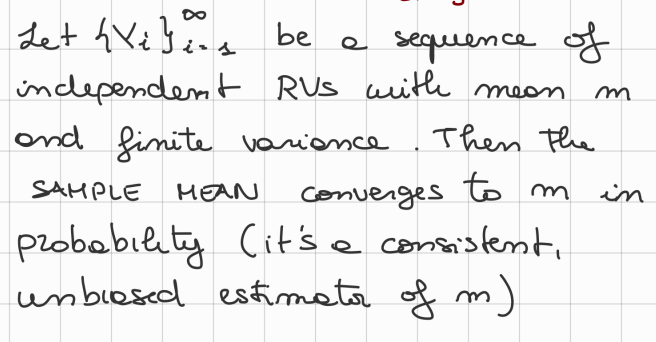 Let {Y_i}_{i=1}^∞ be a sequence of
independent RVs with mean m
and finite variance. Then the
SAMPLE MEAN converges to m in
probability (it's a consistent,
unbiased estimator of m)